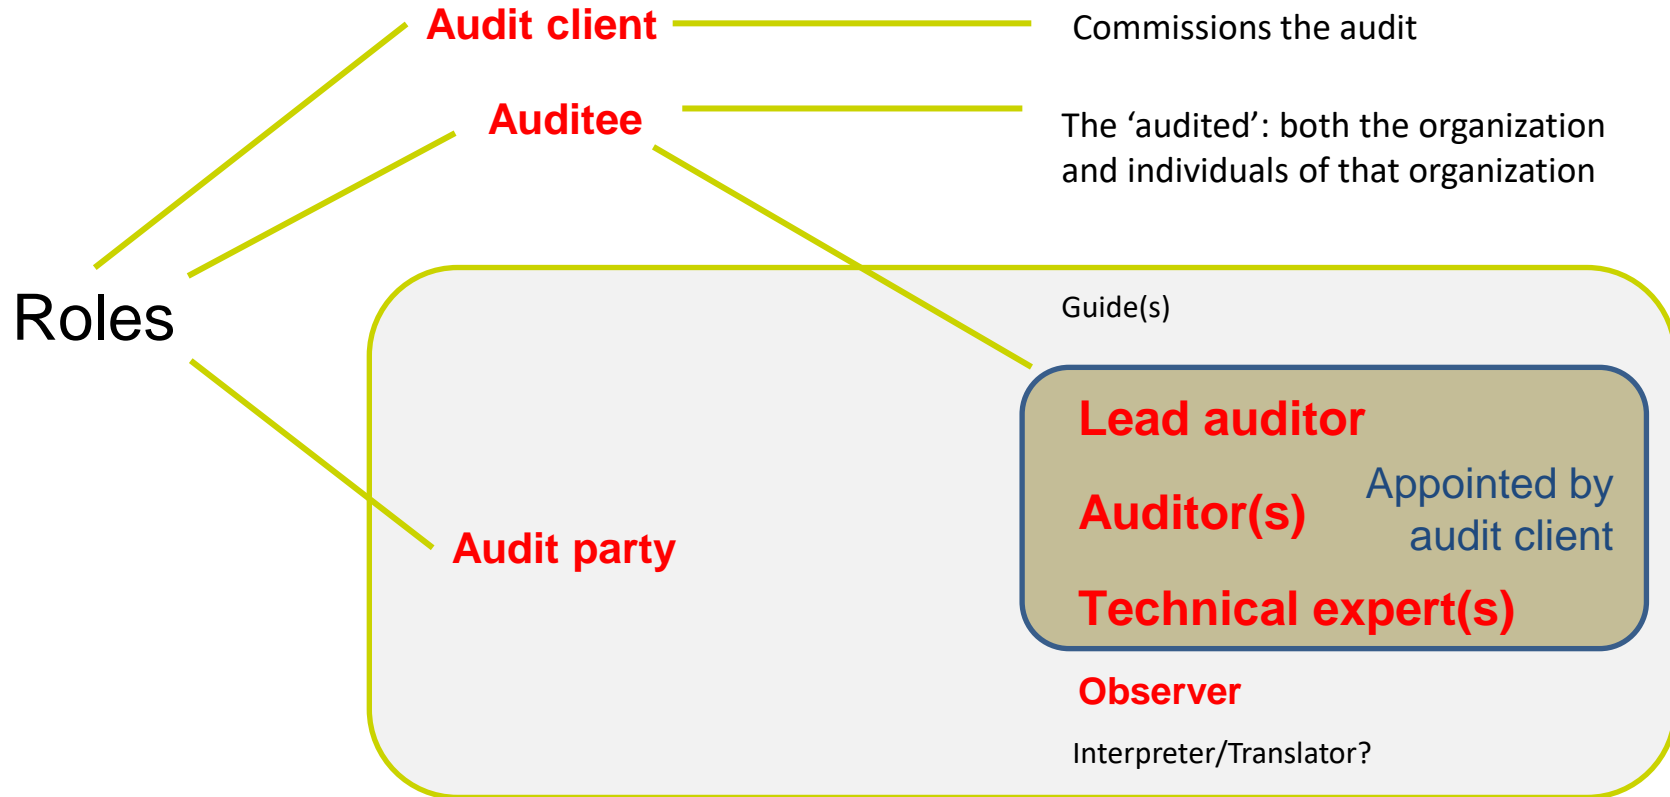 Audit client
Commissions the audit
Auditee
The ‘audited’: both the organization
and individuals of that organization
Roles
Guide(s)
Audit party
Lead auditor
Auditor(s)
Appointed by
audit client
Technical expert(s)
Observer
Interpreter/Translator?